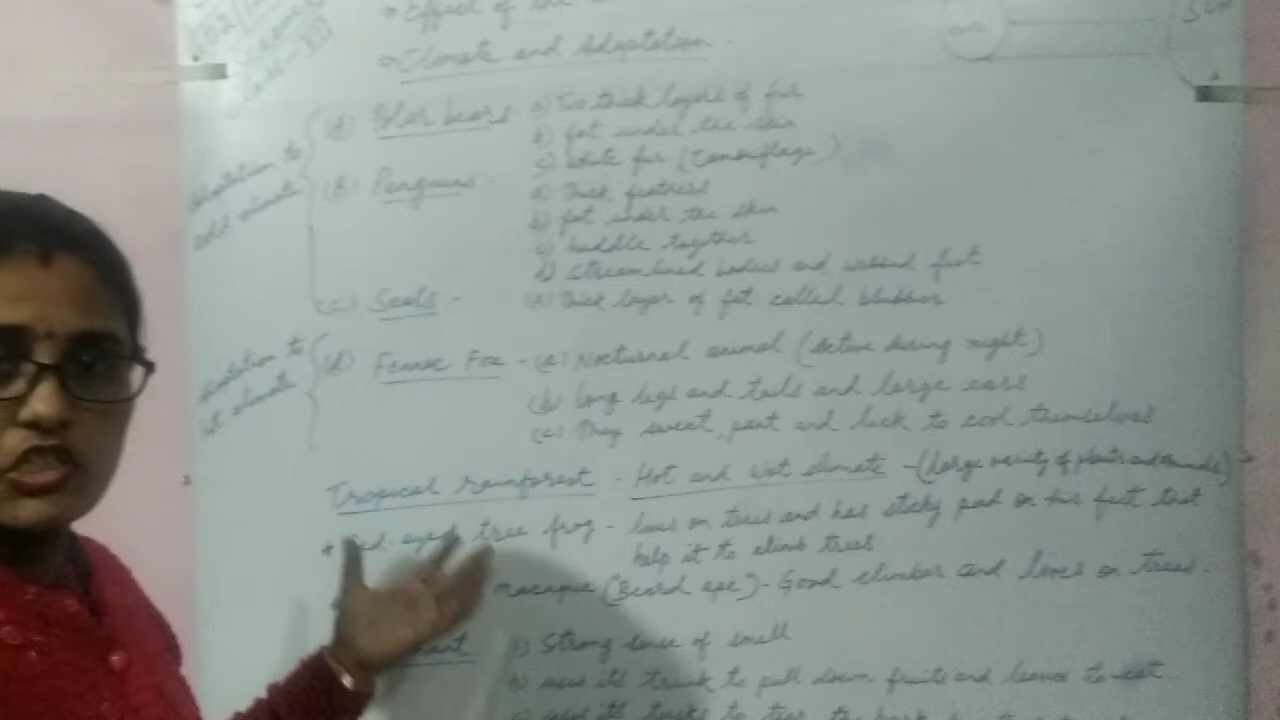 → Effect of the
→ Climate and Adaptation -
Adaptation to cold climate
(A) Polar bears a) Two thick layers of fur
b) fat under the skin
c) white fur (Camouflage)
(B) Penguins - a) Thick feathers
b) fat under the skin
c) huddle together
d) Streamlined bodies and webbed feet
(C) Seals - (a) Thick layer of fat called blubber
Adaptation to hot climate
(d) Fennec Fox - (a) Nocturnal animal (Active during night)
(b) Long legs and tails and large ears
(c) They sweat, pant and lick to cool themselves
Tropical rainforest - Hot and Wet climate - (large variety of plants and animals)
* Red eyed tree frog - lives on trees and has sticky pad on his feet that
help it to climb trees
macaque (Beard ape) - Good climber and lives on trees.
1) Strong sense of smell
b) uses its trunk to pull down fruits and leaves to eat